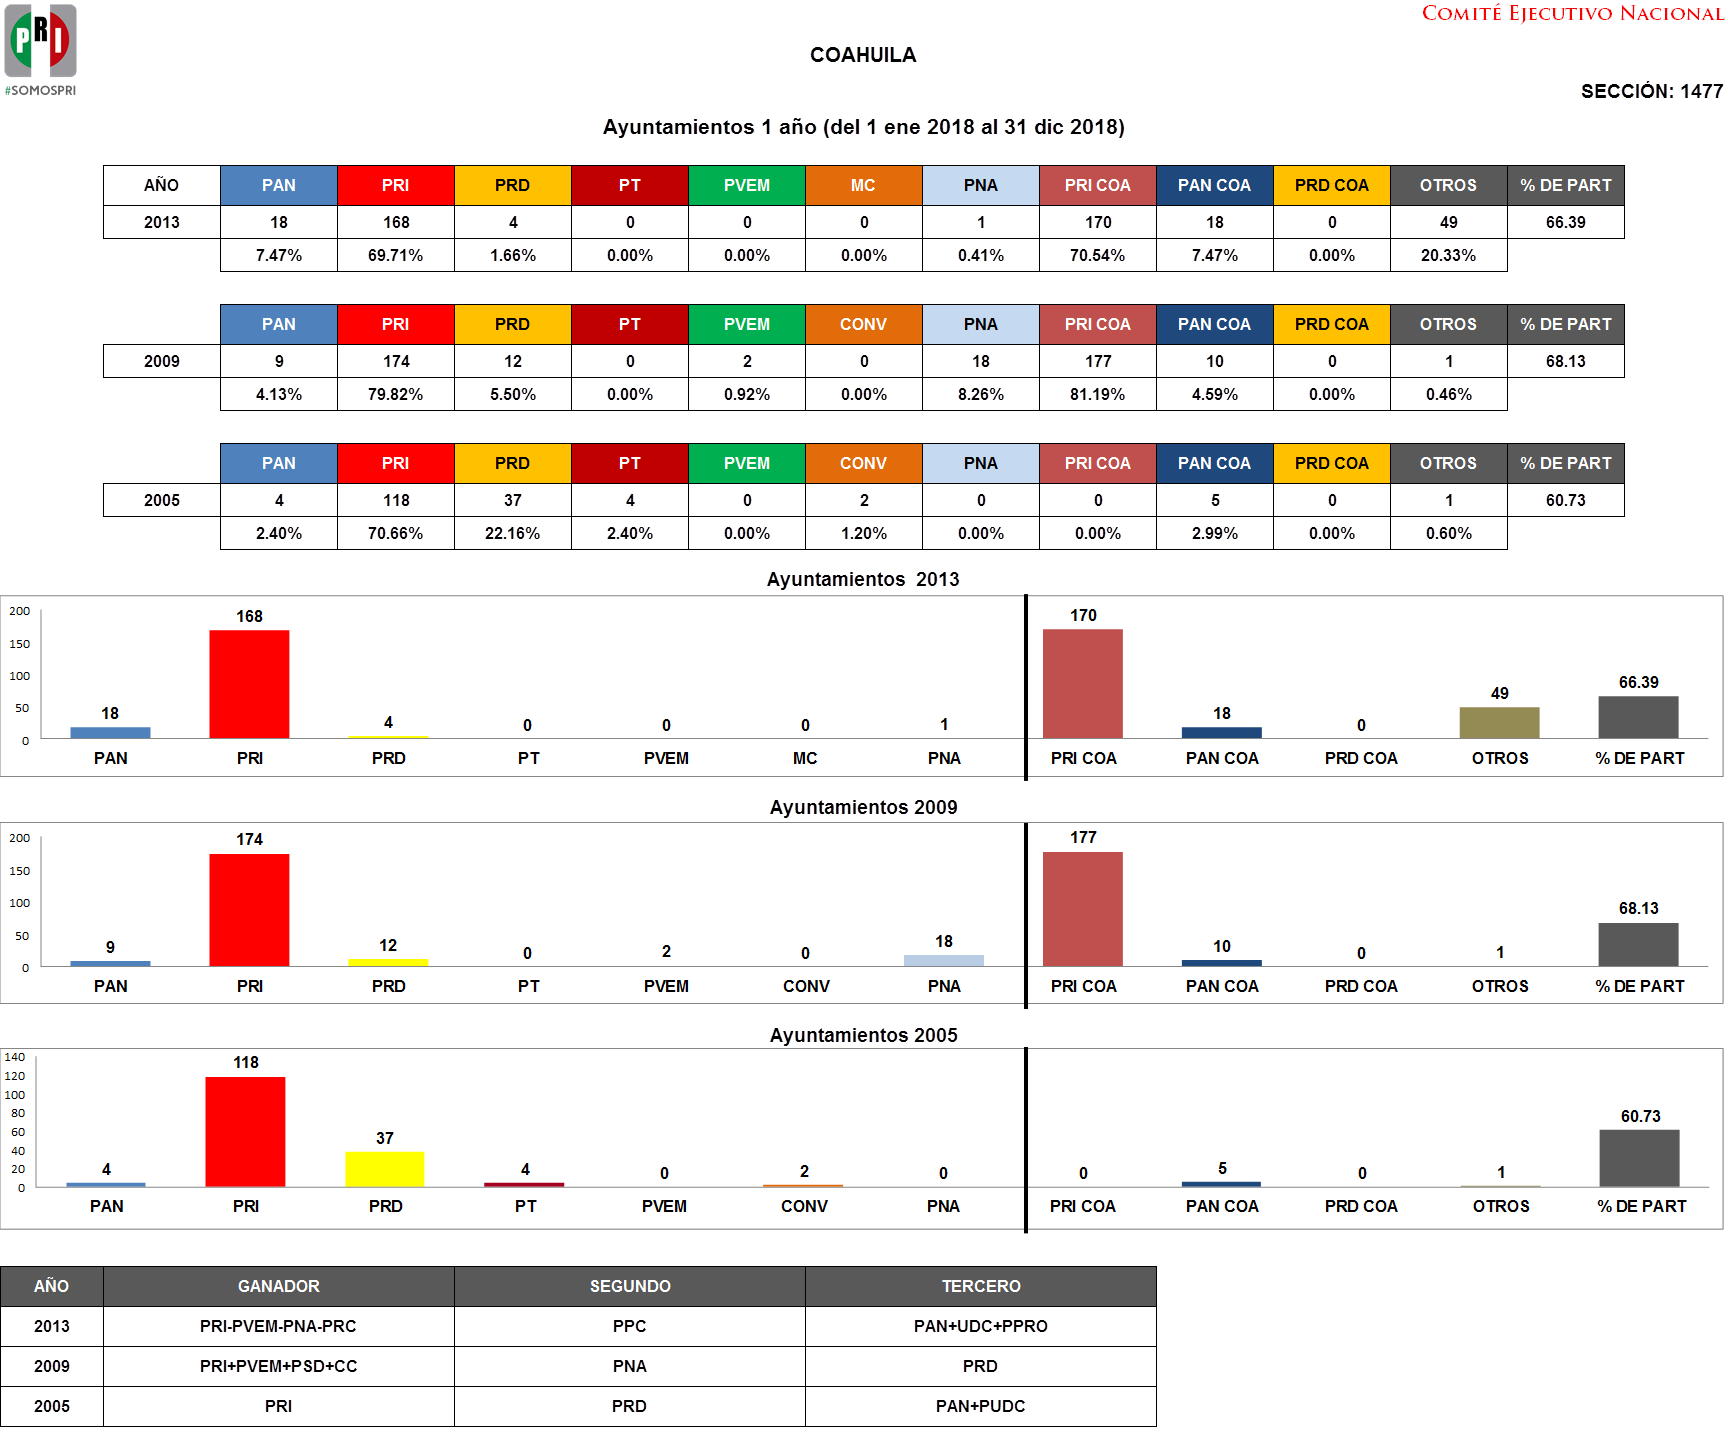 PRI
#SOMOSPRI
COMITÉ EJECUTIVO NACIONAL
COAHUILA
SECCIÓN: 1477
Ayuntamientos 1 año (del 1 ene 2018 al 31 dic 2018)
AÑO PAN PRI PRD PT PVEM MC PNA PRI COA PAN COA PRD COA OTROS % DE PART
2013 18 168 4 0 0 0 1 170 18 0 49 66.39
7.47% 69.71% 1.66% 0.00% 0.00% 0.00% 0.41% 70.54% 7.47% 0.00% 20.33%
PAN PRI PRD PT PVEM CONV PNA PRI COA PAN COA PRD COA OTROS % DE PART
2009 9 174 12 0 2 0 18 177 10 0 1 68.13
4.13% 79.82% 5.50% 0.00% 0.92% 0.00% 8.26% 81.19% 4.59% 0.00% 0.46%
PAN PRI PRD PT PVEM CONV PNA PRI COA PAN COA PRD COA OTROS % DE PART
2005 4 118 37 4 0 2 0 0 5 0 1 60.73
2.40% 70.66% 22.16% 2.40% 0.00% 1.20% 0.00% 0.00% 2.99% 0.00% 0.60%
Ayuntamientos 2013
200
150
100
50
0
18 168 4 0 0 0 1 170 18 0 49 66.39
PAN PRI PRD PT PVEM MC PNA PRI COA PAN COA PRD COA OTROS % DE PART
Ayuntamientos 2009
200
150
100
50
0
9 174 12 0 2 0 18 177 10 0 1 68.13
PAN PRI PRD PT PVEM CONV PNA PRI COA PAN COA PRD COA OTROS % DE PART
Ayuntamientos 2005
140
120
100
80
60
40
20
0
4 118 37 4 0 2 0 0 5 0 1 60.73
PAN PRI PRD PT PVEM CONV PNA PRI COA PAN COA PRD COA OTROS % DE PART
AÑO GANADOR SEGUNDO TERCERO
2013 PRI-PVEM-PNA-PRC PPC PAN+UDC+PPRO
2009 PRI+PVEM+PSD+CC PNA PRD
2005 PRI PRD PAN+PUDC